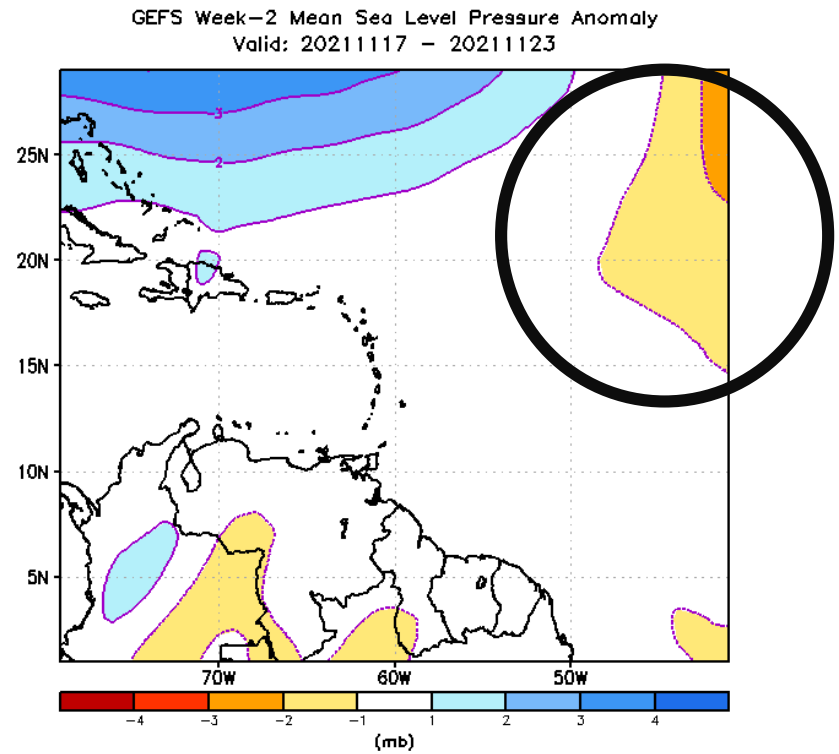 GEFS Week-2 Mean Sea Level Pressure Anomaly
Valid: 20211117 - 20211123
3
2
25N
20N
15N
10N
5N
70W 60W 50W
-4 -3 -2 -1 1 2 3 4
(mb)